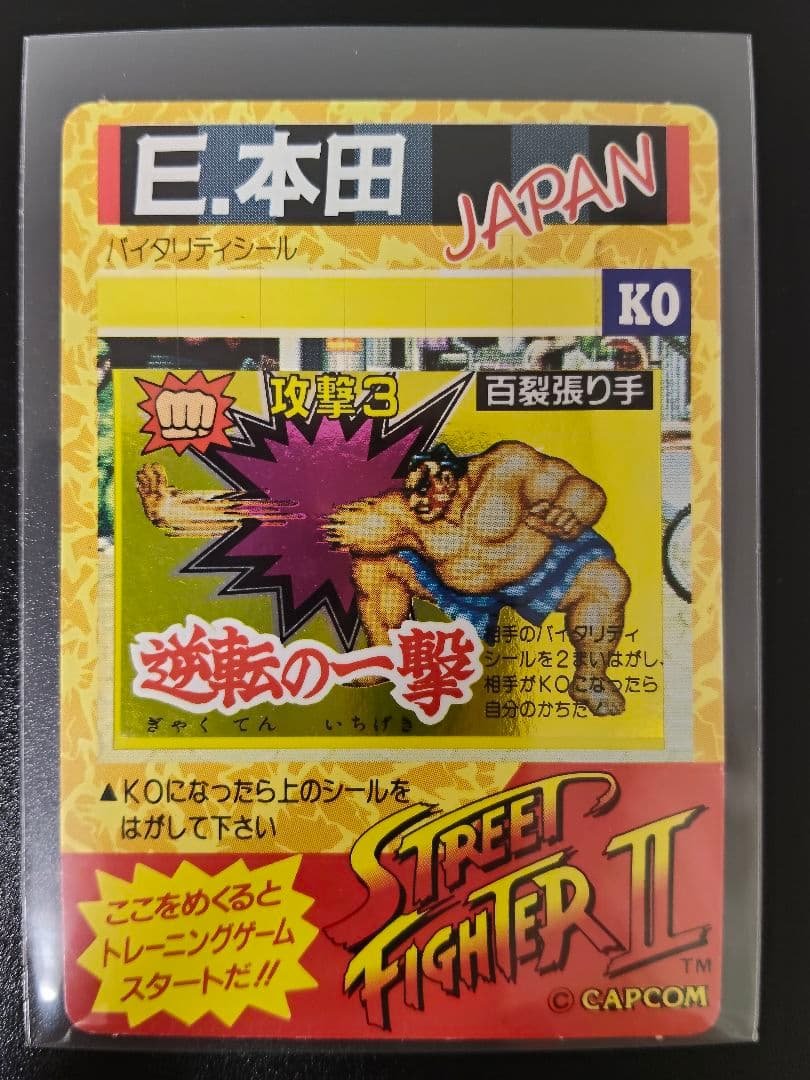 E.本田
JAPAN
バイタリティシール
KO
攻撃3
百裂張り手
逆転の一撃
ぎゃくてん いちげき
相手のバイタリティ
シールを2まいはがし、
相手がKOになったら
自分のかちだ。
▲KOになったら上のシールを
はがして下さい
ここをめくると
トレーニングゲーム
スタートだ!!
STREET
FIGHTER II
TM
© CAPCOM